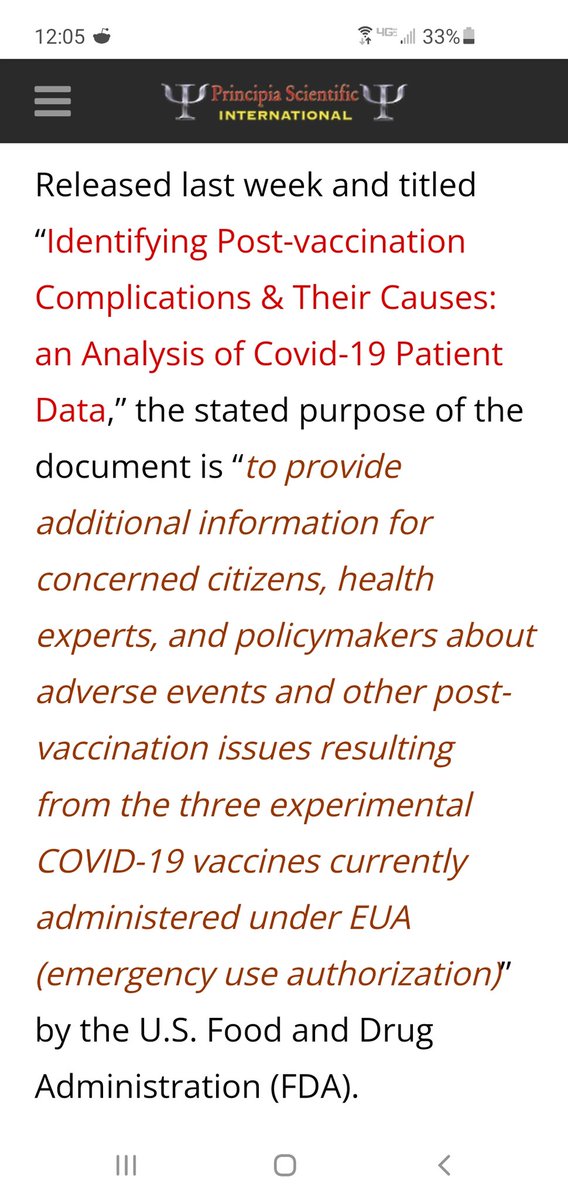 12:05 4GE 33%
Principia Scientific
INTERNATIONAL
Released last week and titled
“Identifying Post-vaccination
Complications & Their Causes:
an Analysis of Covid-19 Patient
Data,” the stated purpose of the
document is “to provide
additional information for
concerned citizens, health
experts, and policymakers about
adverse events and other post-
vaccination issues resulting
from the three experimental
COVID-19 vaccines currently
administered under EUA
(emergency use authorization)”
by the U.S. Food and Drug
Administration (FDA).